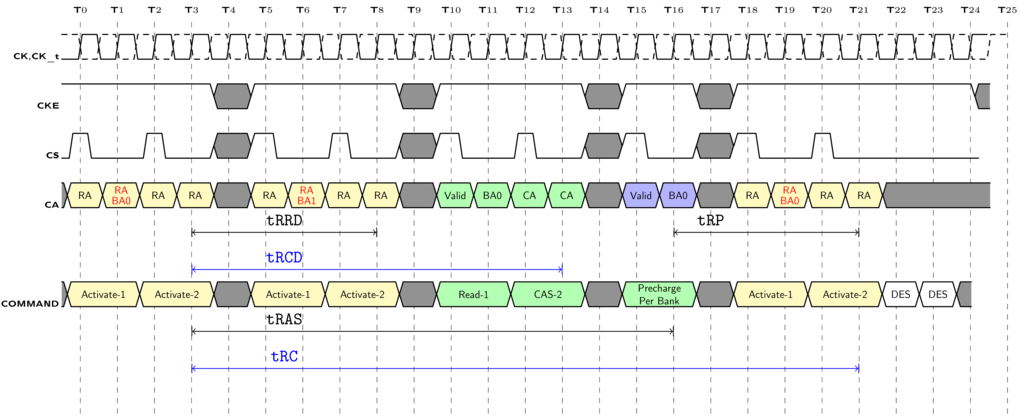 T0 T1 T2 T3 T4 T5 T6 T7 T8 T9 T10 T11 T12 T13 T14 T15 T16 T17 T18 T19 T20 T21 T22 T23 T24 T25
CK,CK_t
CKE
CS
CA RA RA RA RA RA RA RA RA Valid BA0 CA CA Valid BA0 RA RA RA RA
BA0 BA1 BA0
tRRD tRP
tRCD
COMMAND Activate-1 Activate-2 Activate-1 Activate-2 Read-1 CAS-2 Precharge Activate-1 Activate-2 DES DES
Per Bank
tRAS
tRC